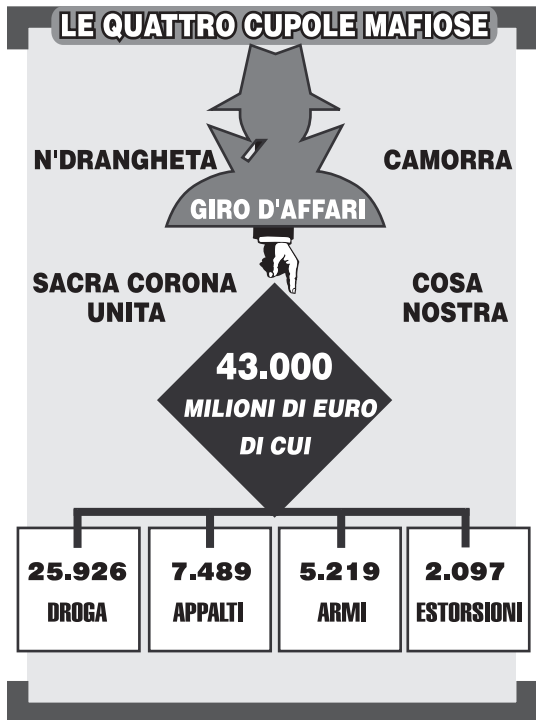 LE QUATTRO CUPOLE MAFIOSE
N'DRANGHETA
CAMORRA
GIRO D'AFFARI
SACRA CORONA
UNITA
COSA
NOSTRA
43.000
MILIONI DI EURO
DI CUI
25.926
DROGA
7.489
APPALTI
5.219
ARMI
2.097
ESTORSIONI